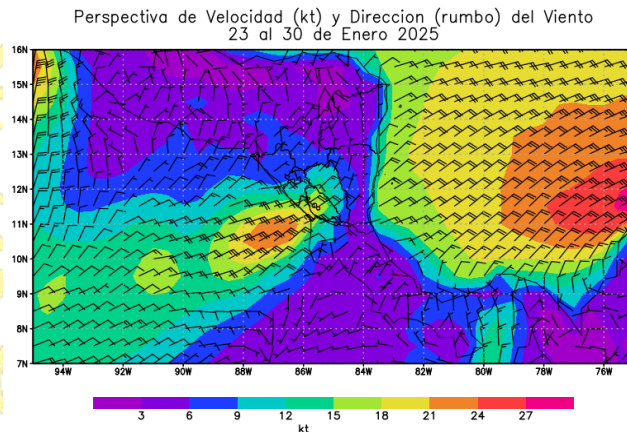 Perspectiva de Velocidad (kt) y Direccion (rumbo) del Viento
23 al 30 de Enero 2025
16N
15N
14N
13N
12N
11N
10N
9N
8N
7N
94W 92W 90W 88W 86W 84W 82W 80W 78W 76W
3 6 9 12 15 18 21 24 27
kt